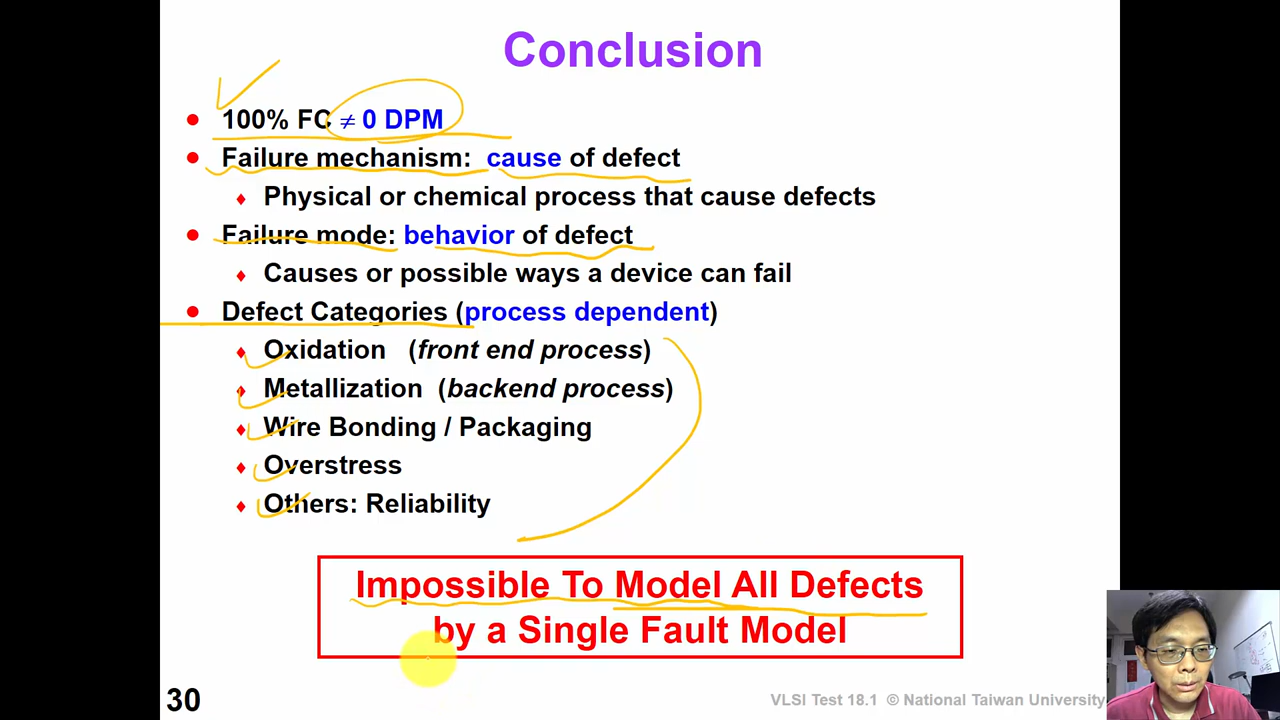 Conclusion
100% FC ≠ 0 DPM
Failure mechanism: cause of defect
Physical or chemical process that cause defects
Failure mode: behavior of defect
Causes or possible ways a device can fail
Defect Categories (process dependent)
Oxidation (front end process)
Metallization (backend process)
Wire Bonding / Packaging
Overstress
Others: Reliability
Impossible To Model All Defects
by a Single Fault Model
30
VLSI Test 18.1 © National Taiwan University